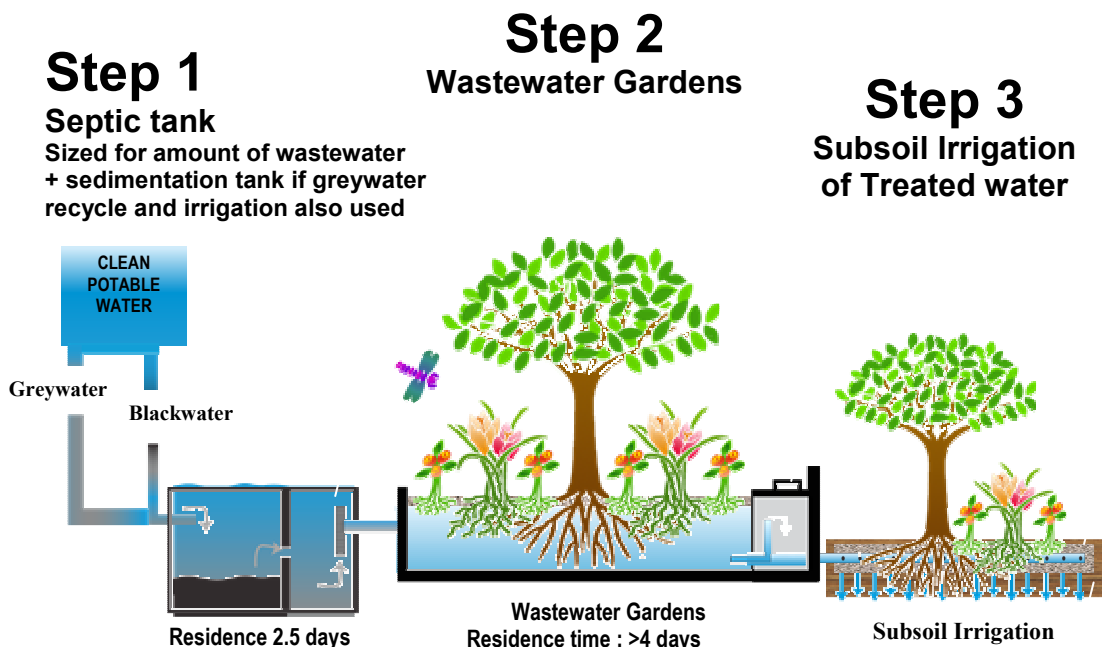 Step 1
Septic tank
Sized for amount of wastewater
+ sedimentation tank if greywater
recycle and irrigation also used
Step 2
Wastewater Gardens
Step 3
Subsoil Irrigation
of Treated water
CLEAN
POTABLE
WATER
Greywater
Blackwater
Residence 2.5 days
Wastewater Gardens
Residence time : >4 days
Subsoil Irrigation